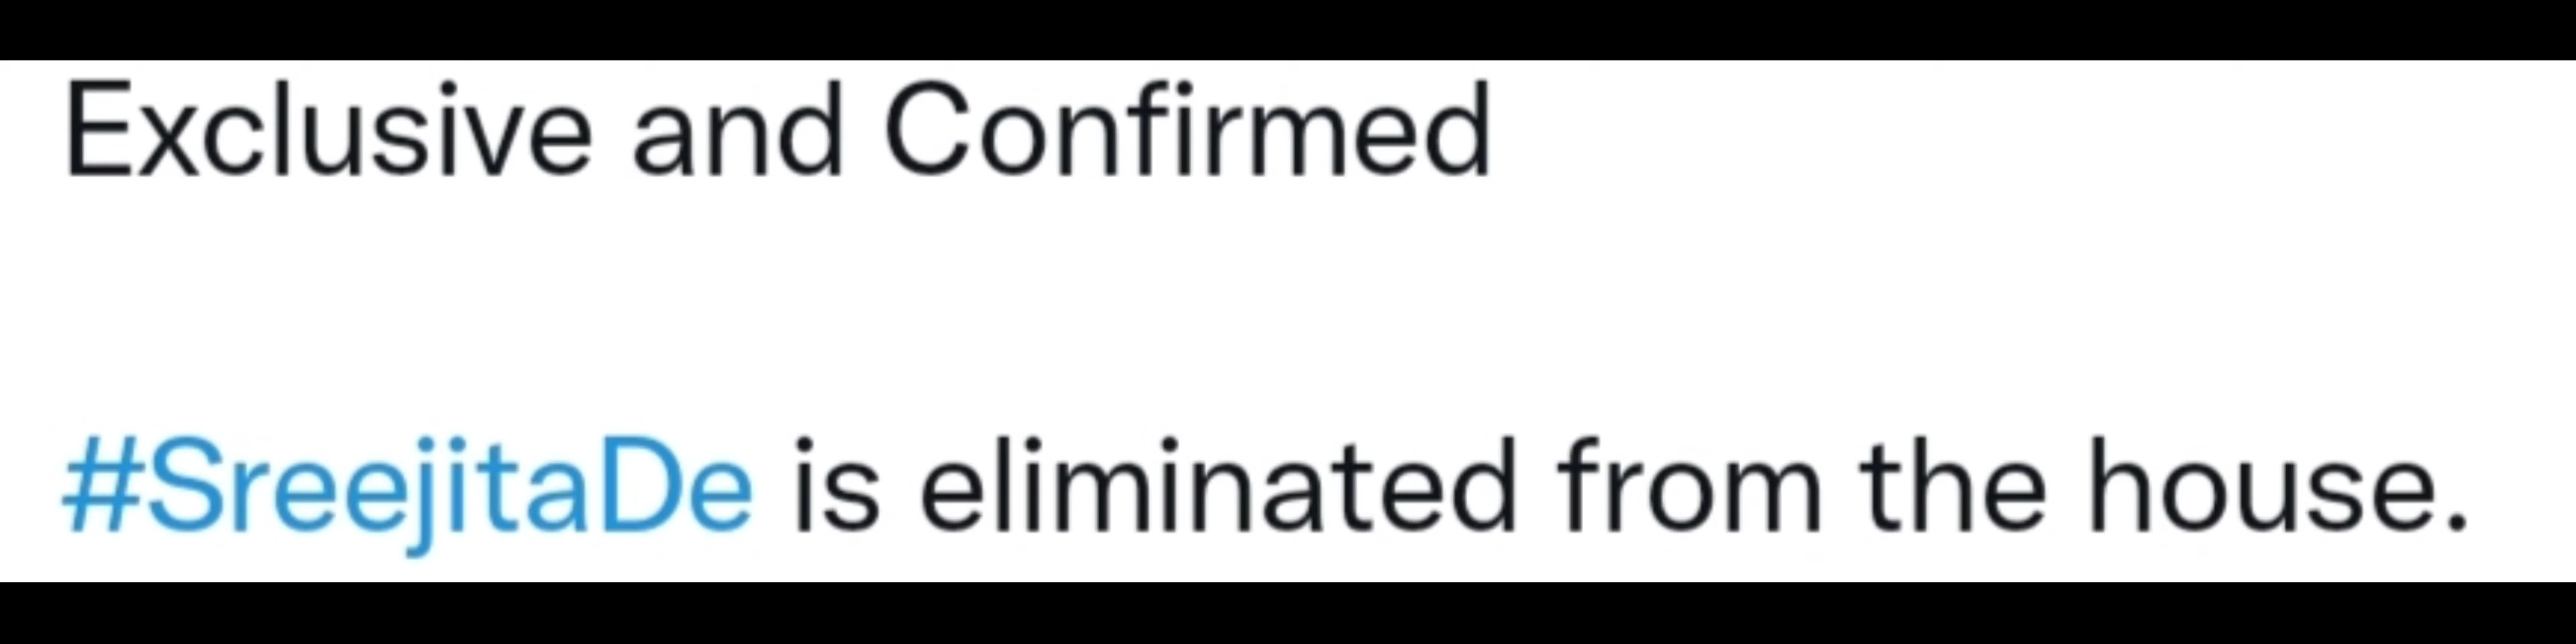 Exclusive and Confirmed
#SreejitaDe is eliminated from the house.